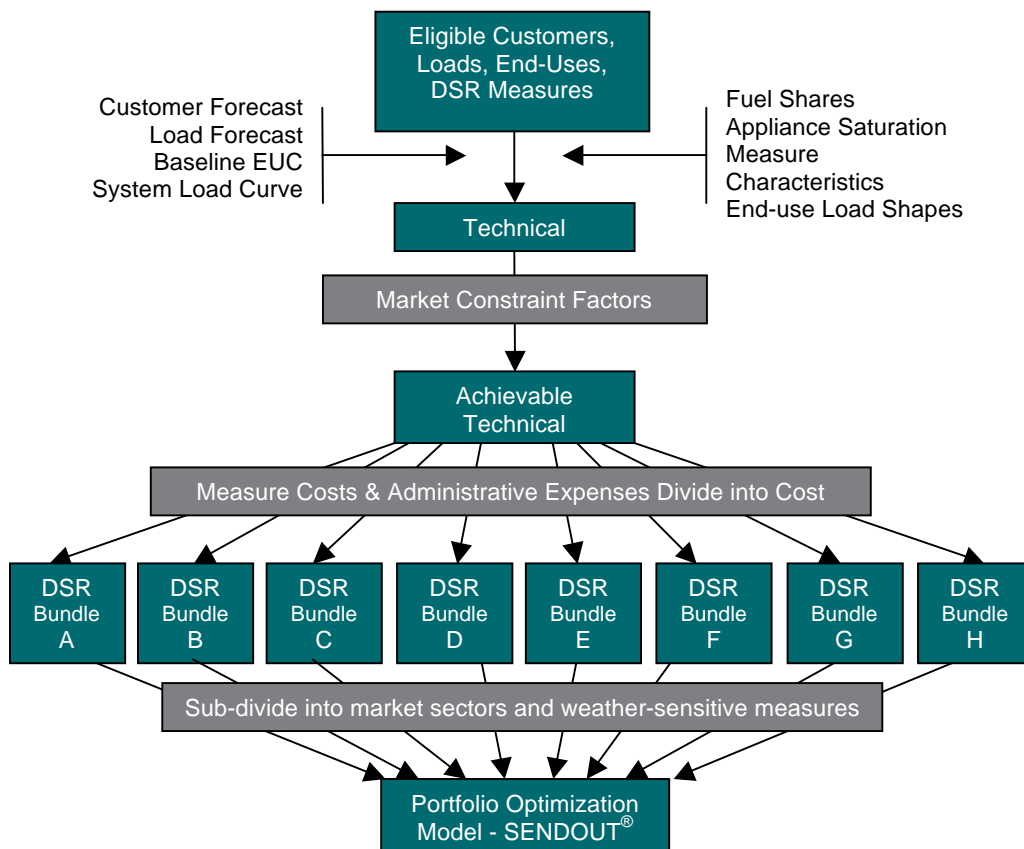 Eligible Customers,
Loads, End-Uses,
DSR Measures
Customer Forecast
Load Forecast
Baseline EUC
System Load Curve
Fuel Shares
Appliance Saturation
Measure
Characteristics
End-use Load Shapes
Technical
Market Constraint Factors
Achievable
Technical
Measure Costs & Administrative Expenses Divide into Cost
DSR
Bundle
A
DSR
Bundle
B
DSR
Bundle
C
DSR
Bundle
D
DSR
Bundle
E
DSR
Bundle
F
DSR
Bundle
G
DSR
Bundle
H
Sub-divide into market sectors and weather-sensitive measures
Portfolio Optimization
Model - SENDOUT®